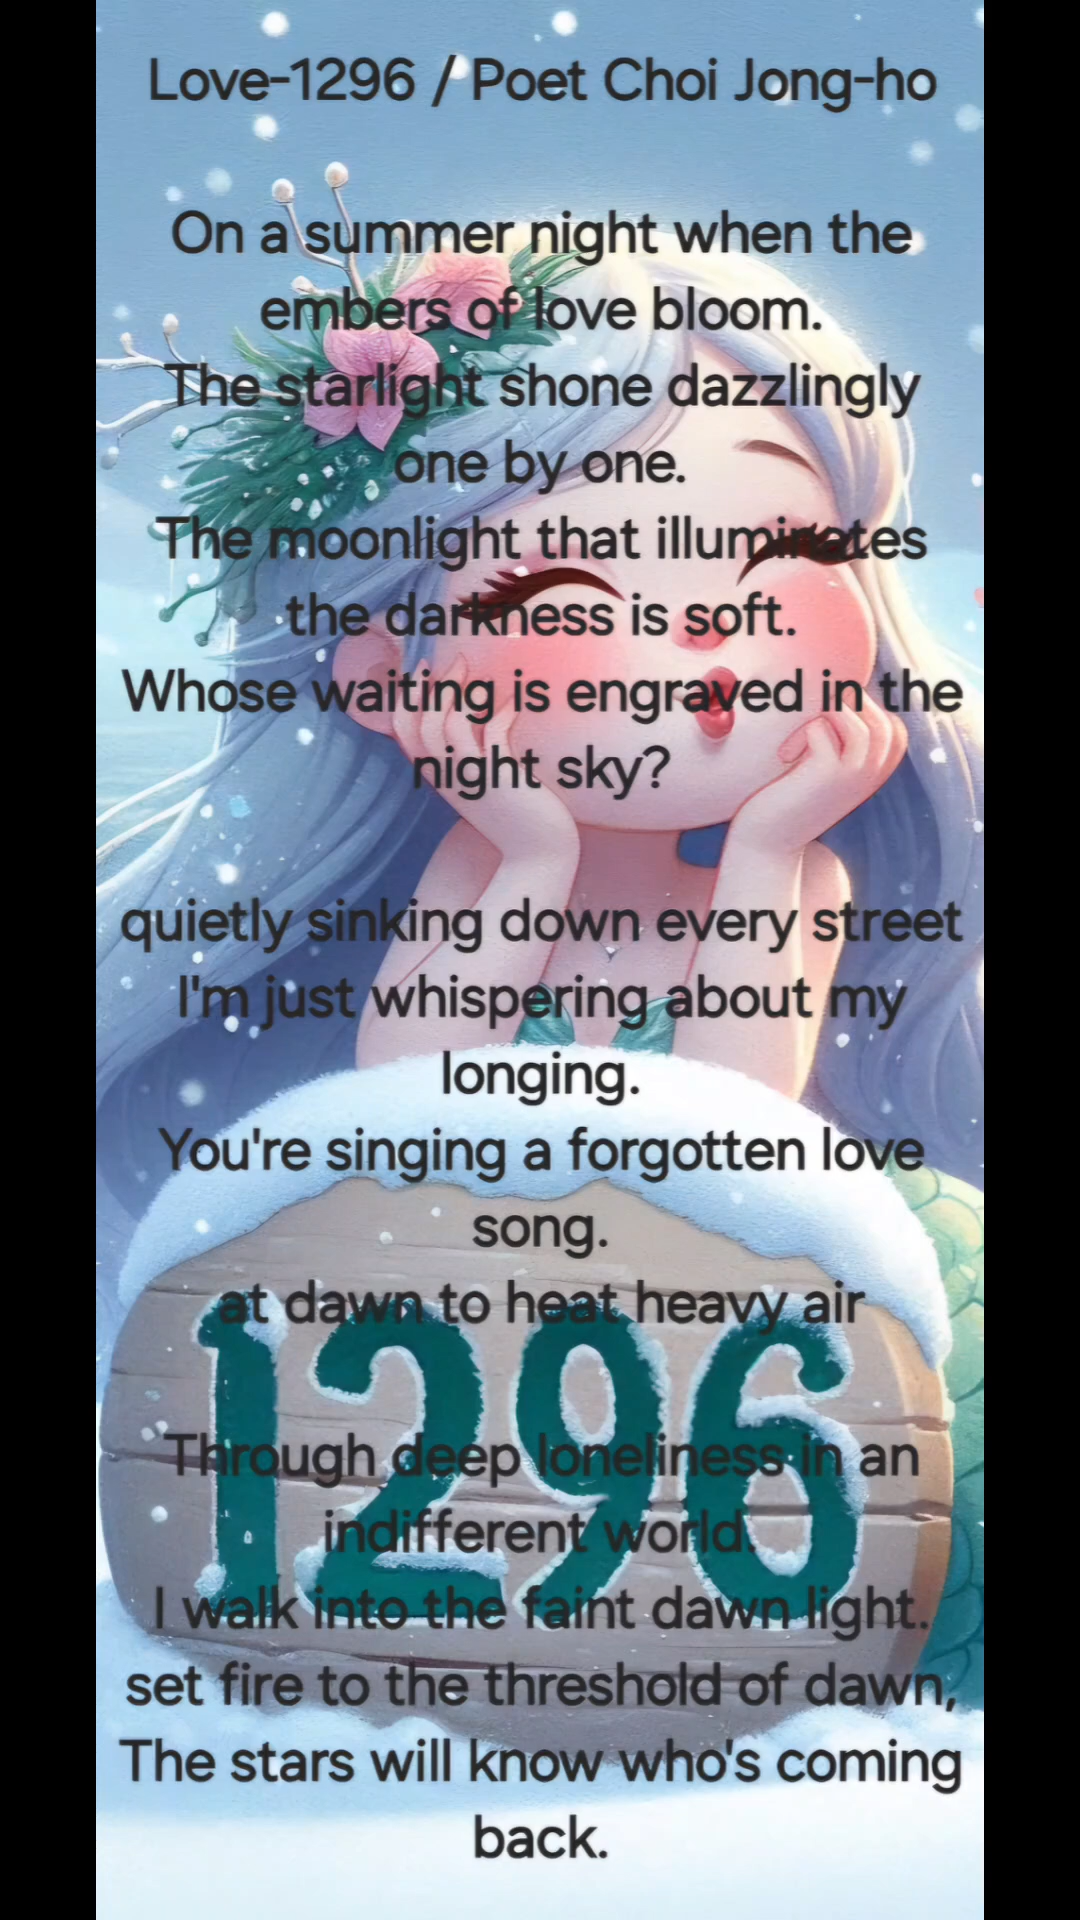 Love-1296 / Poet Choi Jong-ho
On a summer night when the
embers of love bloom.
The starlight shone dazzlingly
one by one.
The moonlight that illuminates
the darkness is soft.
Whose waiting is engraved in the
night sky?
quietly sinking down every street
I'm just whispering about my
longing.
You're singing a forgotten love
song.
at dawn to heat heavy air
1296
Through deep loneliness in an
indifferent world.
I walk into the faint dawn light.
set fire to the threshold of dawn,
The stars will know who's coming
back.